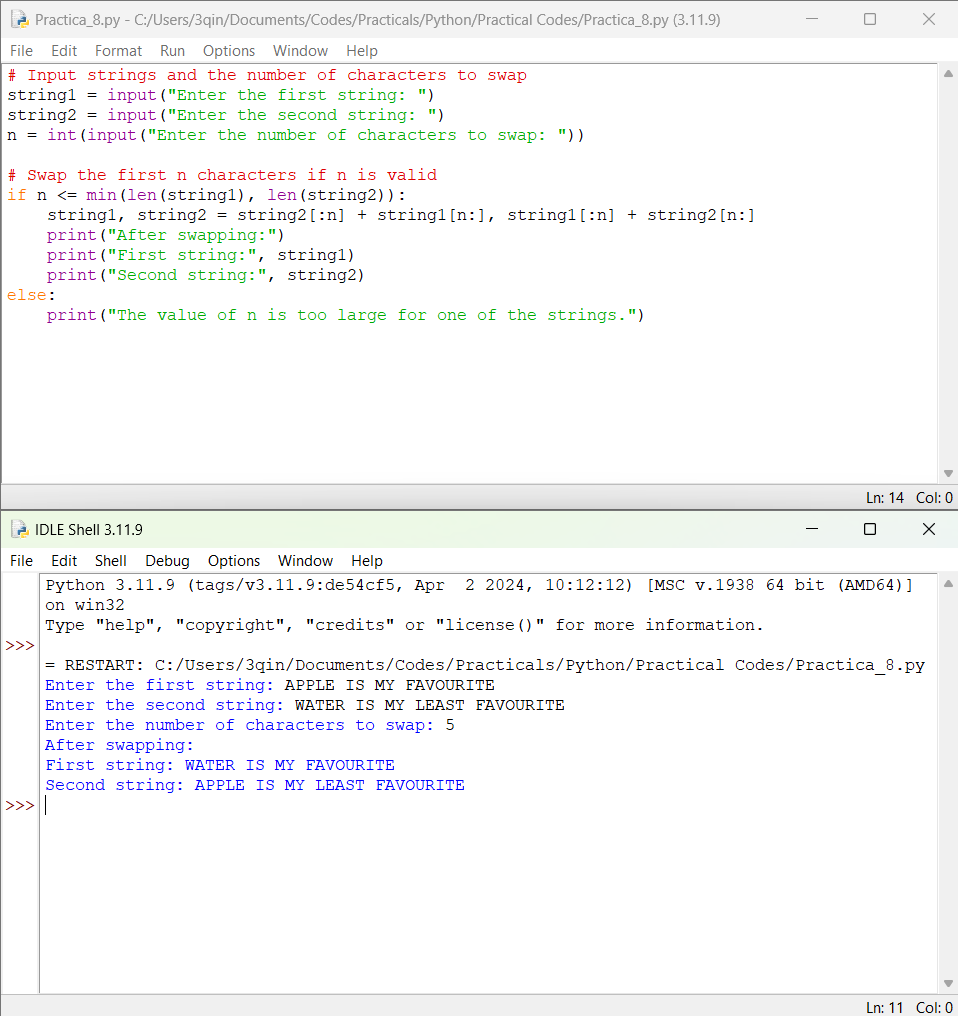 Practica_8.py - C:/Users/3qin/Documents/Codes/Practicals/Python/Practical Codes/Practica_8.py (3.11.9)
File Edit Format Run Options Window Help
# Input strings and the number of characters to swap
string1 = input("Enter the first string: ")
string2 = input("Enter the second string: ")
n = int(input("Enter the number of characters to swap: "))
# Swap the first n characters if n is valid
if n <= min(len(string1), len(string2)):
    string1, string2 = string2[:n] + string1[n:], string1[:n] + string2[n:]
    print("After swapping:")
    print("First string:", string1)
    print("Second string:", string2)
else:
    print("The value of n is too large for one of the strings.")
Ln: 14 Col: 0
IDLE Shell 3.11.9
File Edit Shell Debug Options Window Help
Python 3.11.9 (tags/v3.11.9:de54cf5, Apr  2 2024, 10:12:12) [MSC v.1938 64 bit (AMD64)]
on win32
Type "help", "copyright", "credits" or "license()" for more information.
>>>
= RESTART: C:/Users/3qin/Documents/Codes/Practicals/Python/Practical Codes/Practica_8.py
Enter the first string: APPLE IS MY FAVOURITE
Enter the second string: WATER IS MY LEAST FAVOURITE
Enter the number of characters to swap: 5
After swapping:
First string: WATER IS MY FAVOURITE
Second string: APPLE IS MY LEAST FAVOURITE
>>>
Ln: 11 Col: 0